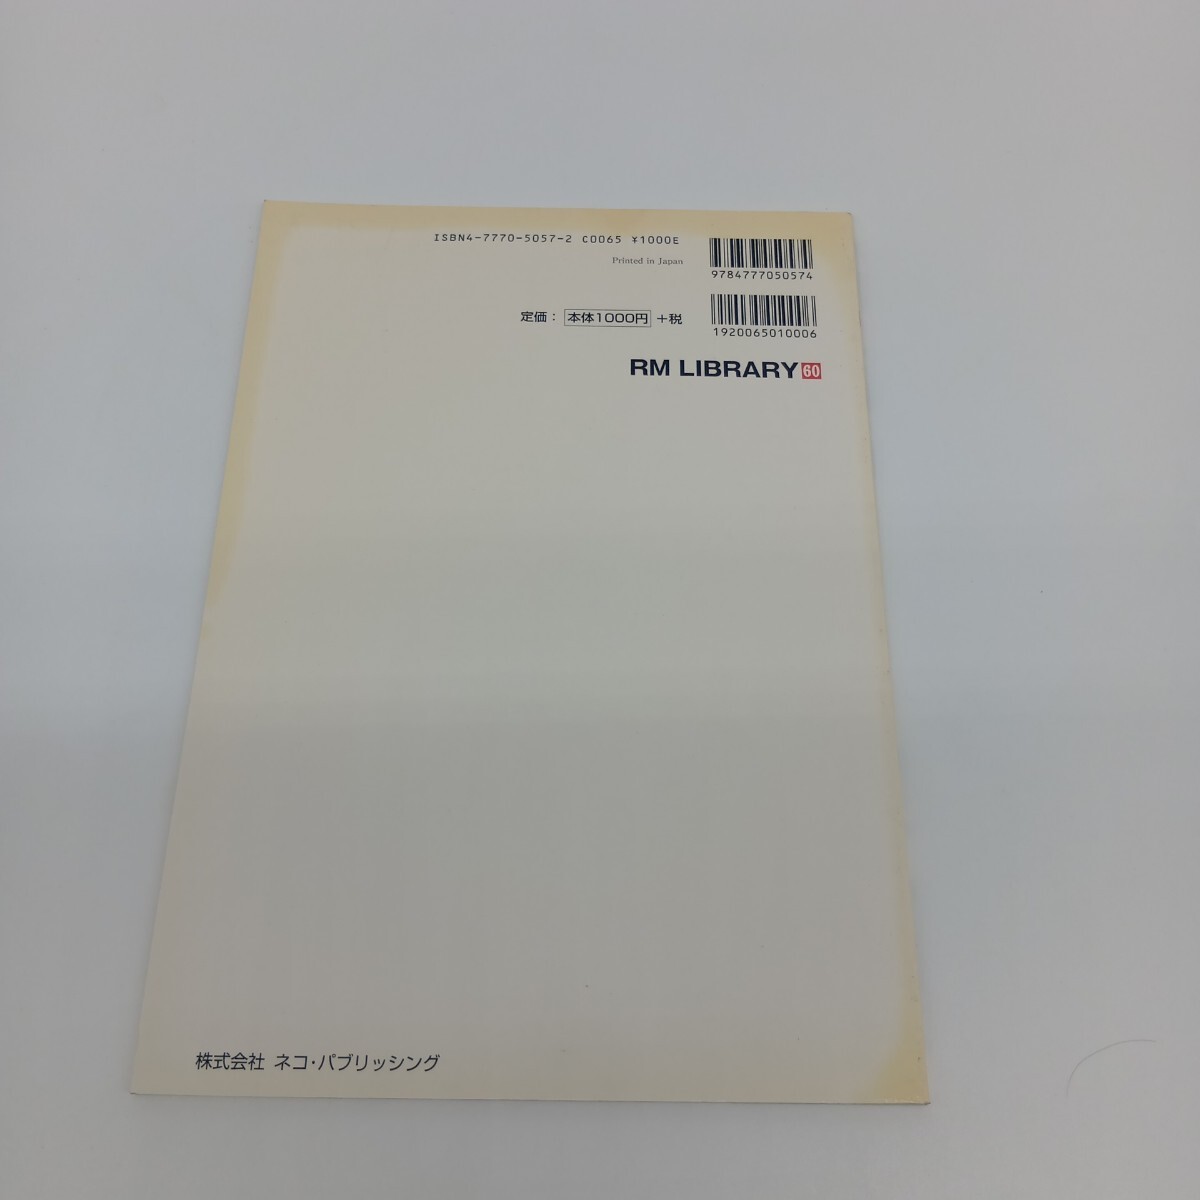 ISBN4-7770-5057-2 C0065 ¥1000E
Printed in Japan
9784777050574
定価： 本体1000円 +税
1920065010006
RM LIBRARY 60
株式会社 ネコ・パブリッシング